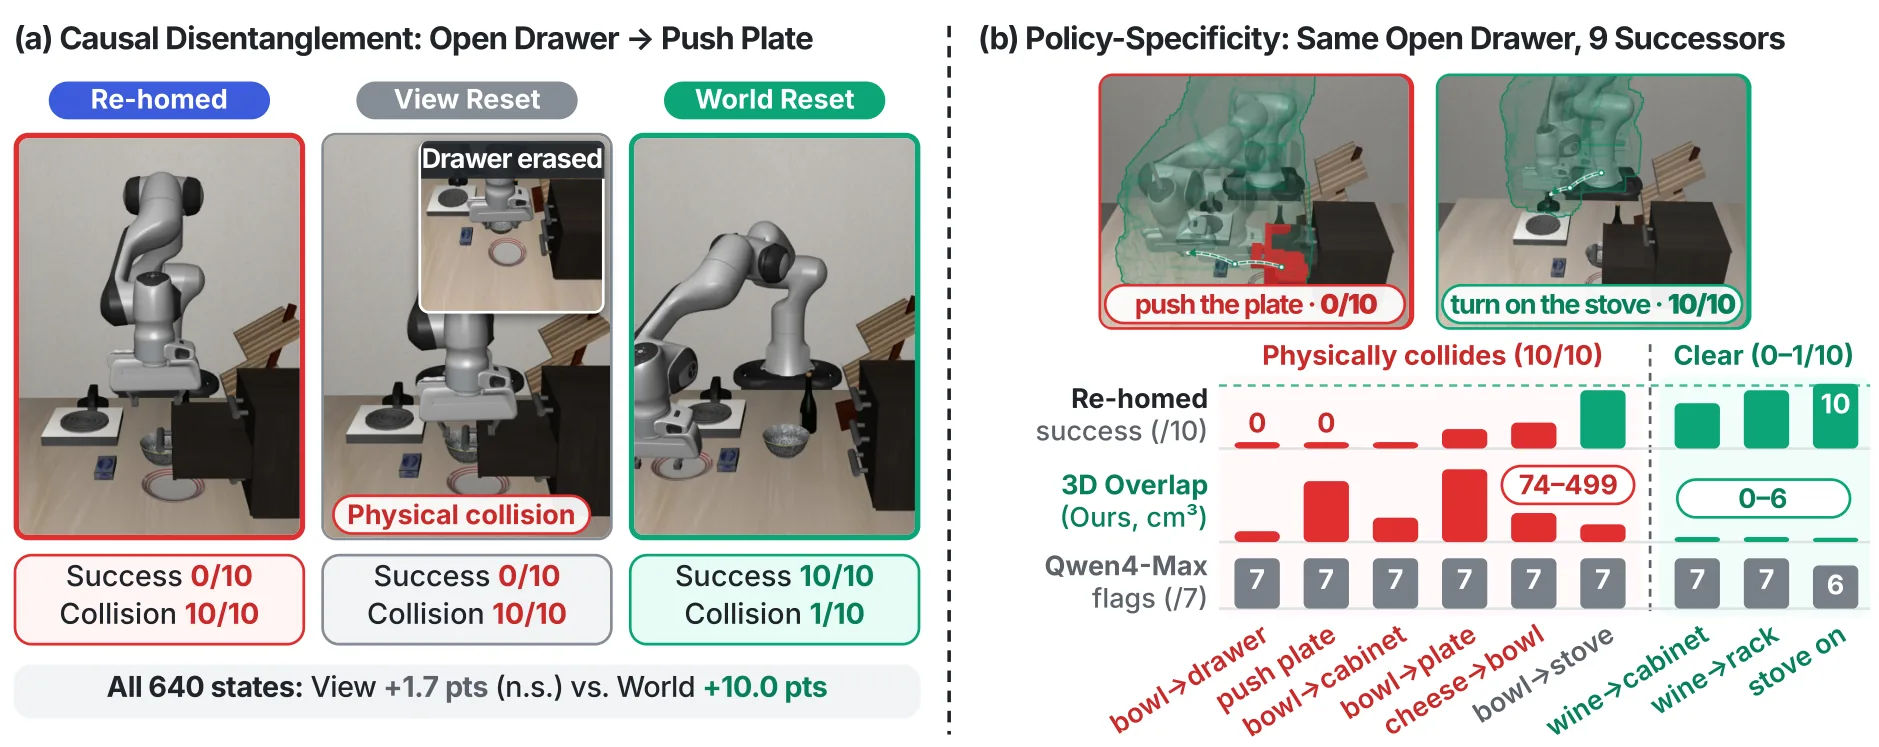 (a) Causal Disentanglement: Open Drawer → Push Plate
Re-homed
View Reset
World Reset
Drawer erased
Physical collision
Success 0/10
Collision 10/10
Success 0/10
Collision 10/10
Success 10/10
Collision 1/10
All 640 states: View +1.7 pts (n.s.) vs. World +10.0 pts
(b) Policy-Specificity: Same Open Drawer, 9 Successors
push the plate · 0/10
turn on the stove · 10/10
Physically collides (10/10)
Clear (0–1/10)
Re-homed
success (/10)
0
0
10
3D Overlap
(Ours, cm³)
74–499
0–6
Qwen4-Max
flags (/7)
7
7
7
7
7
7
7
7
6
bowl→drawer
push plate
bowl→cabinet
bowl→plate
cheese→bowl
bowl→stove
wine→cabinet
wine→rack
stove on